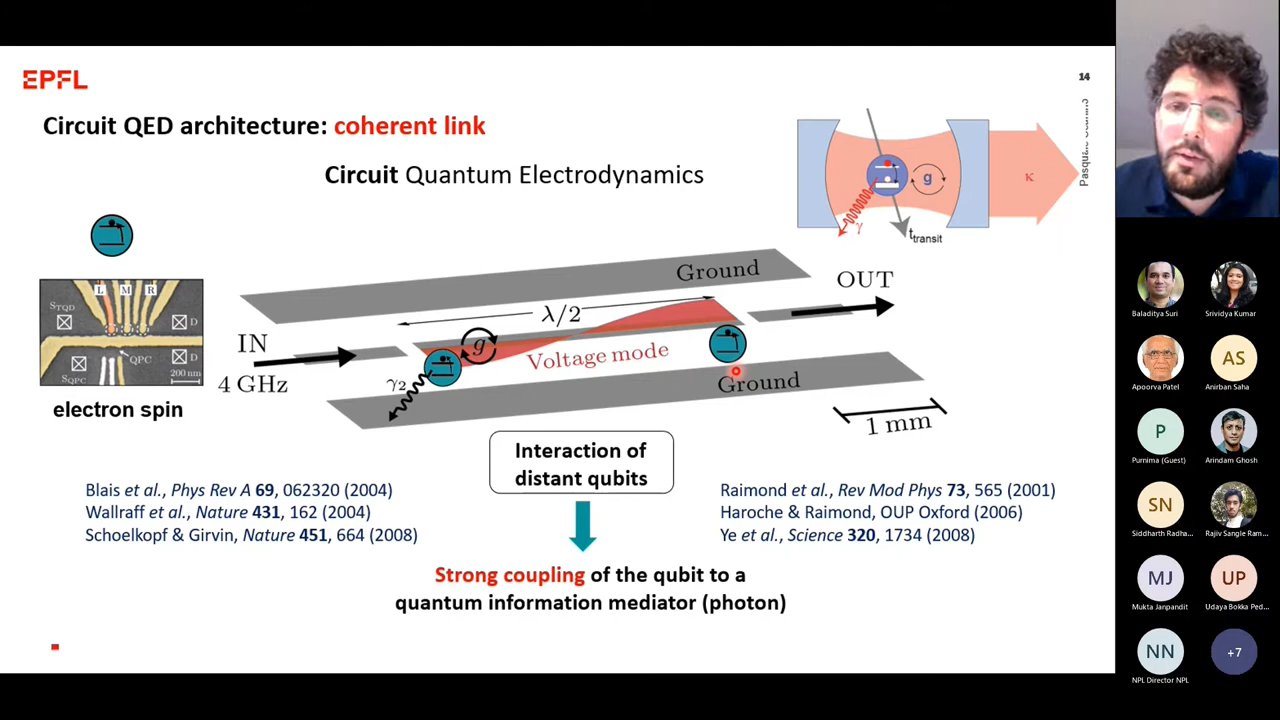 EPFL
14
Circuit QED architecture: coherent link
Circuit Quantum Electrodynamics
g
κ
γ
t transit
Pasquale
L M R
S TQD
D
QPC
D
S QPC
200 nm
electron spin
Ground
OUT
λ/2
IN
4 GHz
g
Voltage mode
γ2
Ground
1 mm
Interaction of
distant qubits
Blais et al., Phys Rev A 69, 062320 (2004)
Wallraff et al., Nature 431, 162 (2004)
Schoelkopf & Girvin, Nature 451, 664 (2008)
Raimond et al., Rev Mod Phys 73, 565 (2001)
Haroche & Raimond, OUP Oxford (2006)
Ye et al., Science 320, 1734 (2008)
Strong coupling of the qubit to a
quantum information mediator (photon)
Baladitya Suri
Srividya Kumar
Apoorva Patel
AS
Anirban Saha
P
Purnima (Guest)
Arindam Ghosh
SN
Siddharth Radha...
Rajiv Sangle Ram...
MJ
Mukta Janpandit
UP
Udaya Bokka Ped...
NN
NPL Director NPL
+7